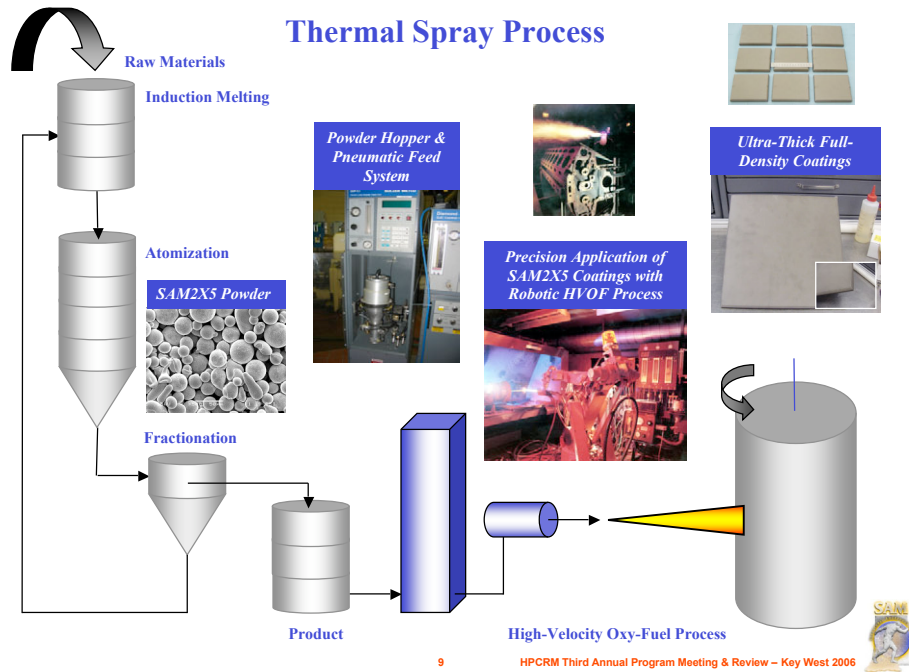 Thermal Spray Process
Raw Materials
Induction Melting
Powder Hopper &
Pneumatic Feed
System
Ultra-Thick Full-
Density Coatings
Atomization
SAM2X5 Powder
Precision Application of
SAM2X5 Coatings with
Robotic HVOF Process
Fractionation
Product
High-Velocity Oxy-Fuel Process
SAM
9
HPCRM Third Annual Program Meeting & Review – Key West 2006